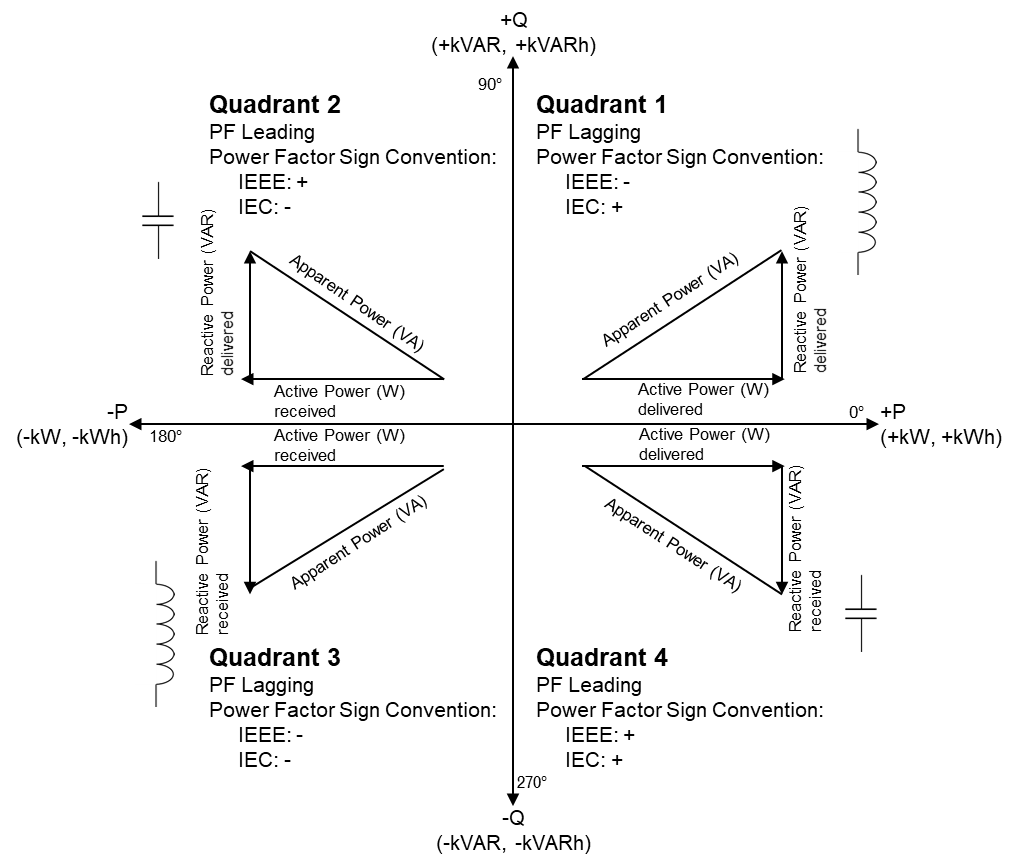 +Q
(+kVAR, +kVARh)
90°
Quadrant 2
PF Leading
Power Factor Sign Convention:
IEEE: +
IEC: -
Reactive Power (VAR)
delivered
Apparent Power (VA)
Active Power (W)
received
Quadrant 1
PF Lagging
Power Factor Sign Convention:
IEEE: -
IEC: +
Apparent Power (VA)
Reactive Power (VAR)
delivered
Active Power (W)
delivered
-P
(-kW, -kWh)
180°
0°
+P
(+kW, +kWh)
Active Power (W)
received
Reactive Power (VAR)
received
Apparent Power (VA)
Quadrant 3
PF Lagging
Power Factor Sign Convention:
IEEE: -
IEC: -
Active Power (W)
delivered
Apparent Power (VA)
Reactive Power (VAR)
received
Quadrant 4
PF Leading
Power Factor Sign Convention:
IEEE: +
IEC: +
270°
-Q
(-kVAR, -kVARh)